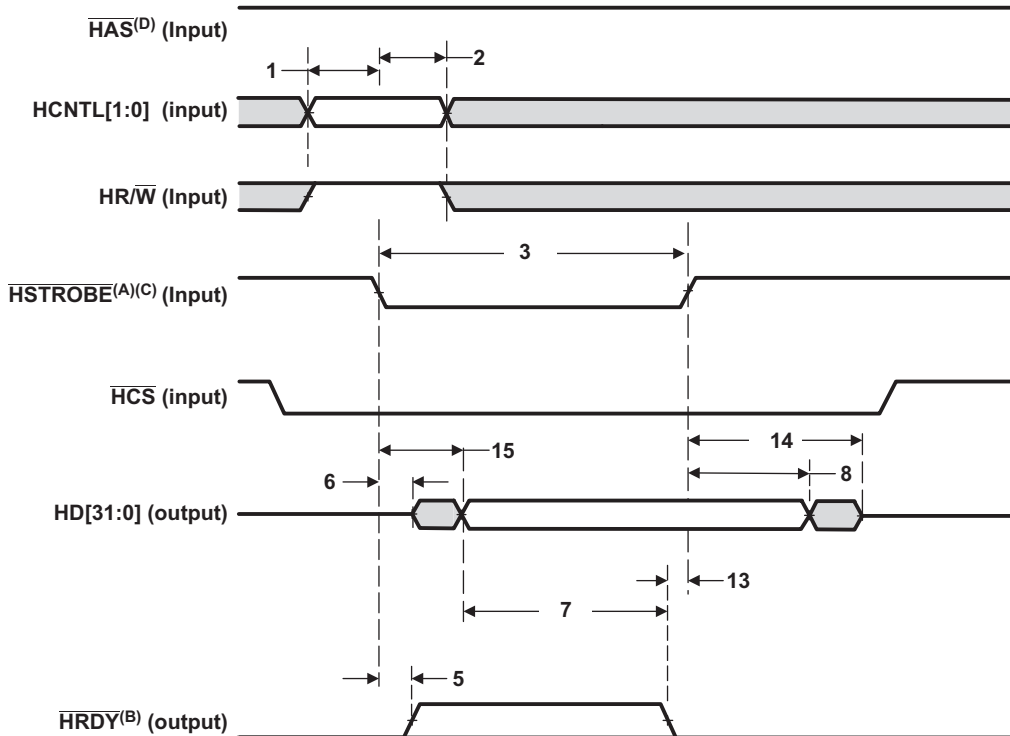 HAS(D) (Input)
1
2
HCNTL[1:0] (input)
HR/W (Input)
3
HSTROBE(A)(C) (Input)
HCS (input)
14
15
8
6
HD[31:0] (output)
13
7
5
HRDY(B) (output)